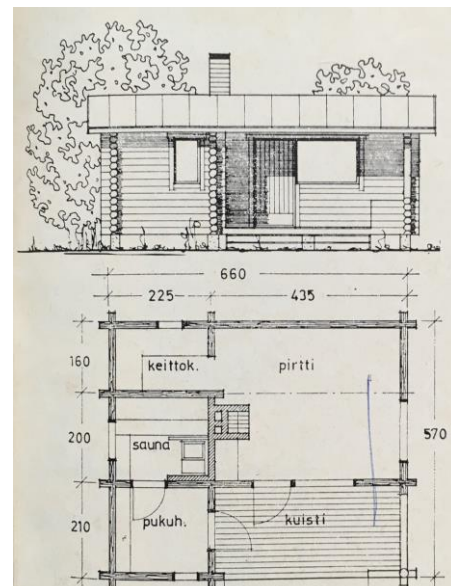 660
225 435
160 keittok. pirtti
200 sauna 570
210 pukuh. kuisti